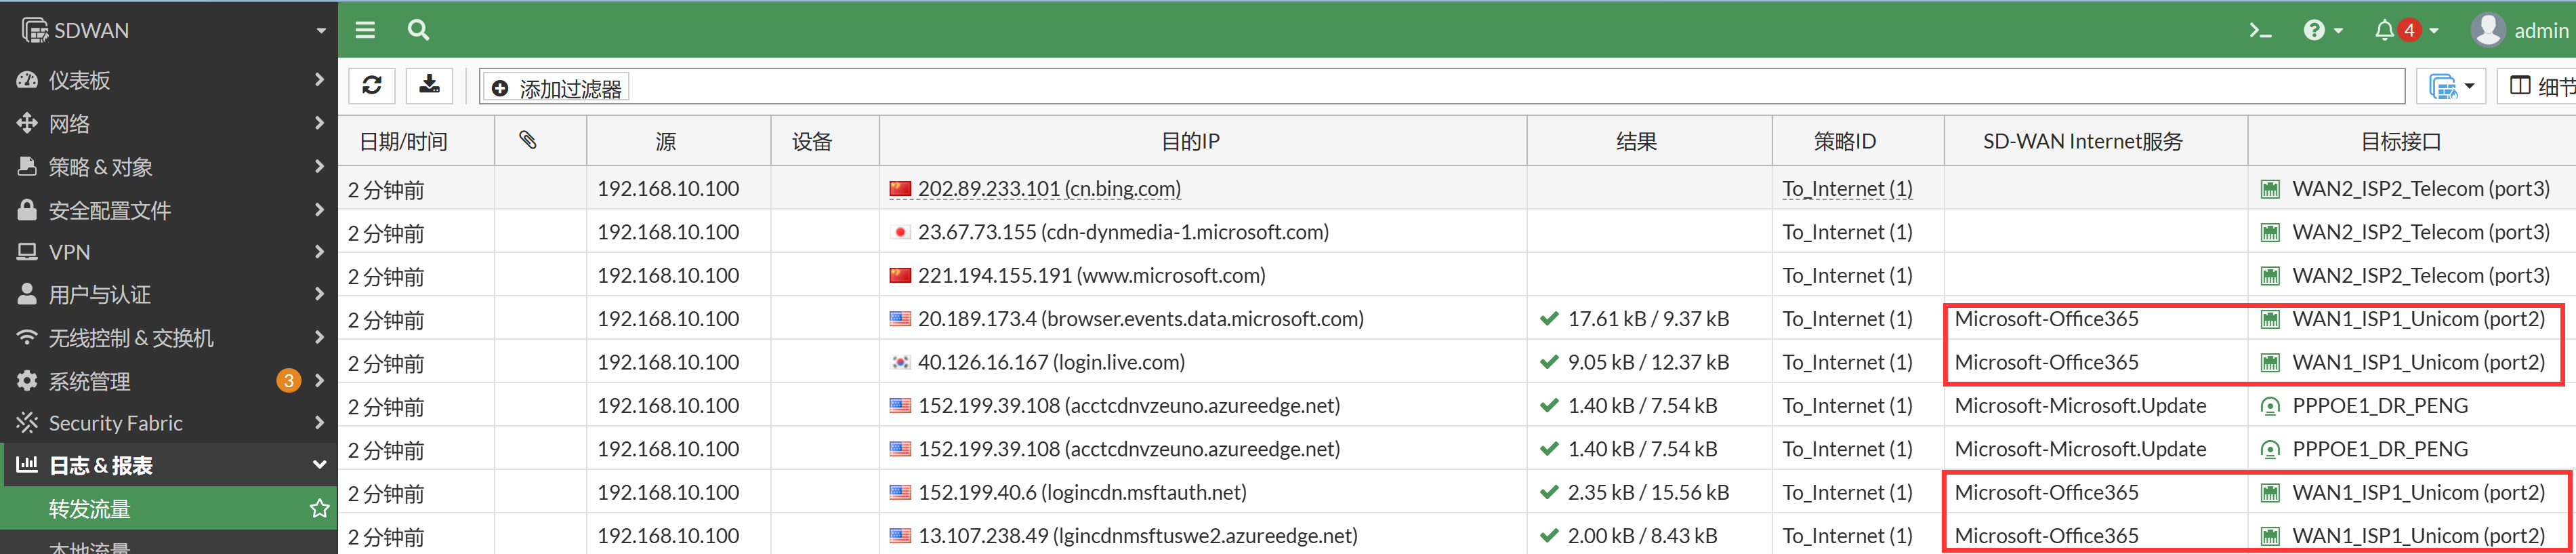 SDWAN
4
admin
仪表板
添加过滤器
细节
网络
日期/时间 源 设备 目的IP 结果 策略ID SD-WAN Internet服务 目标接口
策略 & 对象
2 分钟前 192.168.10.100 202.89.233.101 (cn.bing.com) To_Internet (1) WAN2_ISP2_Telecom (port3)
安全配置文件
2 分钟前 192.168.10.100 23.67.73.155 (cdn-dynmedia-1.microsoft.com) To_Internet (1) WAN2_ISP2_Telecom (port3)
VPN
2 分钟前 192.168.10.100 221.194.155.191 (www.microsoft.com) To_Internet (1) WAN2_ISP2_Telecom (port3)
用户与认证
2 分钟前 192.168.10.100 20.189.173.4 (browser.events.data.microsoft.com) 17.61 kB / 9.37 kB To_Internet (1) Microsoft-Office365 WAN1_ISP1_Unicom (port2)
无线控制 & 交换机
2 分钟前 192.168.10.100 40.126.16.167 (login.live.com) 9.05 kB / 12.37 kB To_Internet (1) Microsoft-Office365 WAN1_ISP1_Unicom (port2)
系统管理 3
2 分钟前 192.168.10.100 152.199.39.108 (acctcdnvzeuno.azureedge.net) 1.40 kB / 7.54 kB To_Internet (1) Microsoft-Microsoft.Update PPPOE1_DR_PENG
Security Fabric
2 分钟前 192.168.10.100 152.199.39.108 (acctcdnvzeuno.azureedge.net) 1.40 kB / 7.54 kB To_Internet (1) Microsoft-Microsoft.Update PPPOE1_DR_PENG
日志 & 报表
2 分钟前 192.168.10.100 152.199.40.6 (logincdn.msftauth.net) 2.35 kB / 15.56 kB To_Internet (1) Microsoft-Office365 WAN1_ISP1_Unicom (port2)
转发流量
2 分钟前 192.168.10.100 13.107.238.49 (lgincdnmsftuswe2.azureedge.net) 2.00 kB / 8.43 kB To_Internet (1) Microsoft-Office365 WAN1_ISP1_Unicom (port2)
本地流量